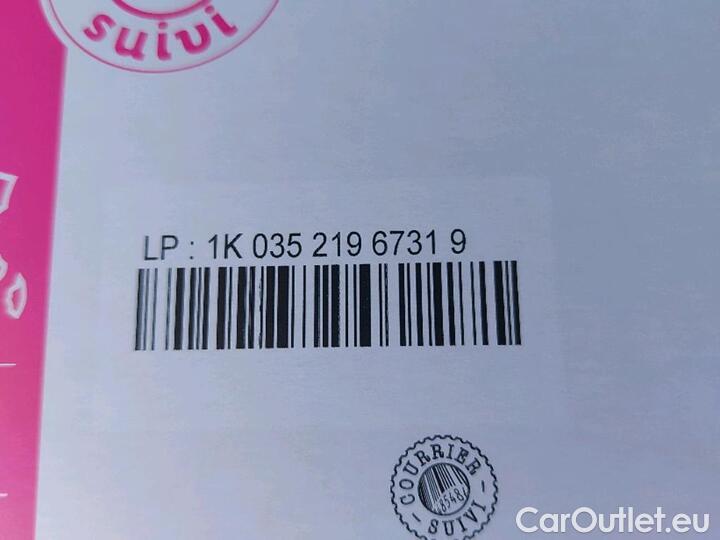 suivi
LP : 1K 035 219 6731 9
COURRIER
- SUIVI -
CarOutlet.eu